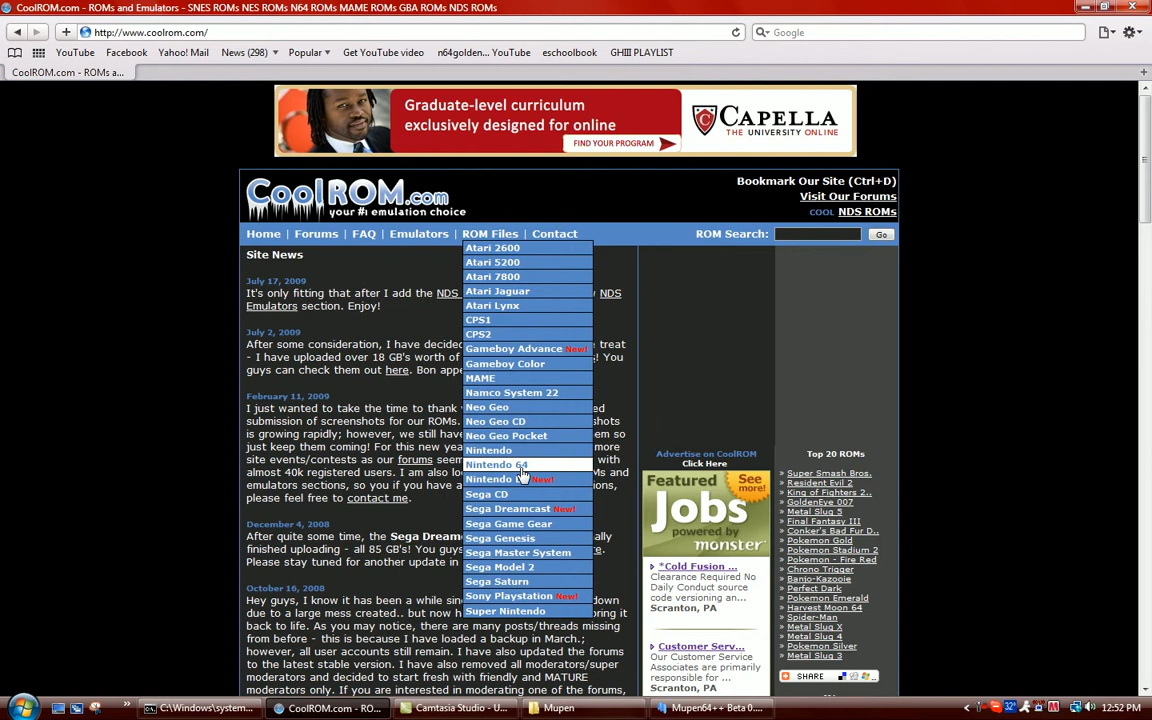 CoolROM.com - ROMs and Emulators - SNES ROMs NES ROMs N64 ROMs MAME ROMs GBA ROMs NDS ROMs
http://www.coolrom.com/
Google
YouTube Facebook Yahoo! Mail News (298) Popular Get YouTube video n64golden... YouTube eschoolbook GHIII PLAYLIST
CoolROM.com - ROMs a...
Graduate-level curriculum
exclusively designed for online
FIND YOUR PROGRAM
CAPELLA
THE UNIVERSITY ONLINE
CoolROM.com
your #1 emulation choice
Bookmark Our Site (Ctrl+D)
Visit Our Forums
COOL NDS ROMs
Home | Forums | FAQ | Emulators | ROM Files | Contact
ROM Search: Go
Atari 2600
Atari 5200
Atari 7800
Atari Jaguar
Atari Lynx
CPS1
CPS2
Gameboy Advance New!
Gameboy Color
MAME
Namco System 22
Neo Geo
Neo Geo CD
Neo Geo Pocket
Nintendo
Nintendo 64
Nintendo New!
Sega CD
Sega Dreamcast New!
Sega Game Gear
Sega Genesis
Sega Master System
Sega Model 2
Sega Saturn
Sony Playstation New!
Super Nintendo
Site News
July 17, 2009
It's only fitting that after I add the NDS NDS
Emulators section. Enjoy!
July 2, 2009
After some consideration, I have decided treat
- I have uploaded over 18 GB's worth of You
guys can check them out here. Bon appe
February 11, 2009
I just wanted to take the time to thank ed
submission of screenshots for our ROMs. shots
is growing rapidly; however, we still have m so
just keep them coming! For this new yea re
site events/contests as our forums seem with
almost 40k registered users. I am also lo Ms and
emulators sections, so if you have a tions,
please feel free to contact me.
December 4, 2008
After quite some time, the Sega Dream ally
finished uploading - all 85 GB's! You guys re.
Please stay tuned for another update in
October 16, 2008
Hey guys, I know it has been a while sin down
due to a large mess created.. but now h ring it
back to life. As you may notice, there are many posts/threads missing
from before - this is because I have loaded a backup in March.;
however, all user accounts still remain. I have also updated the forums
to the latest stable version. I have also removed all moderators/super
moderators and decided to start fresh with friendly and MATURE
moderators only. If you are interested in moderating one of the forums,
Advertise on CoolROM
Click Here
Featured
See more!
Jobs
powered by
monster
*Cold Fusion ...
Clearance Required No
Daily Conduct source
code versioning an...
Scranton, PA
Customer Serv...
Our Customer Service
Associates are primarily
responsible for ...
Scranton, PA
Top 20 ROMs
» Super Smash Bros.
» Resident Evil 2
» King of Fighters 2..
» GoldenEye 007
» Metal Slug 5
» Final Fantasy III
» Conker's Bad Fur D..
» Pokemon Gold
» Pokemon Stadium 2
» Pokemon - Fire Red
» Chrono Trigger
» Banjo-Kazooie
» Perfect Dark
» Pokemon Emerald
» Harvest Moon 64
» Spider-Man
» Metal Slug X
» Metal Slug 4
» Pokemon Silver
» Metal Slug 3
SHARE
C:\Windows\system... CoolROM.com - RO... Camtasia Studio - U... Mupen Mupen64++ Beta 0.... 32° 12:52 PM